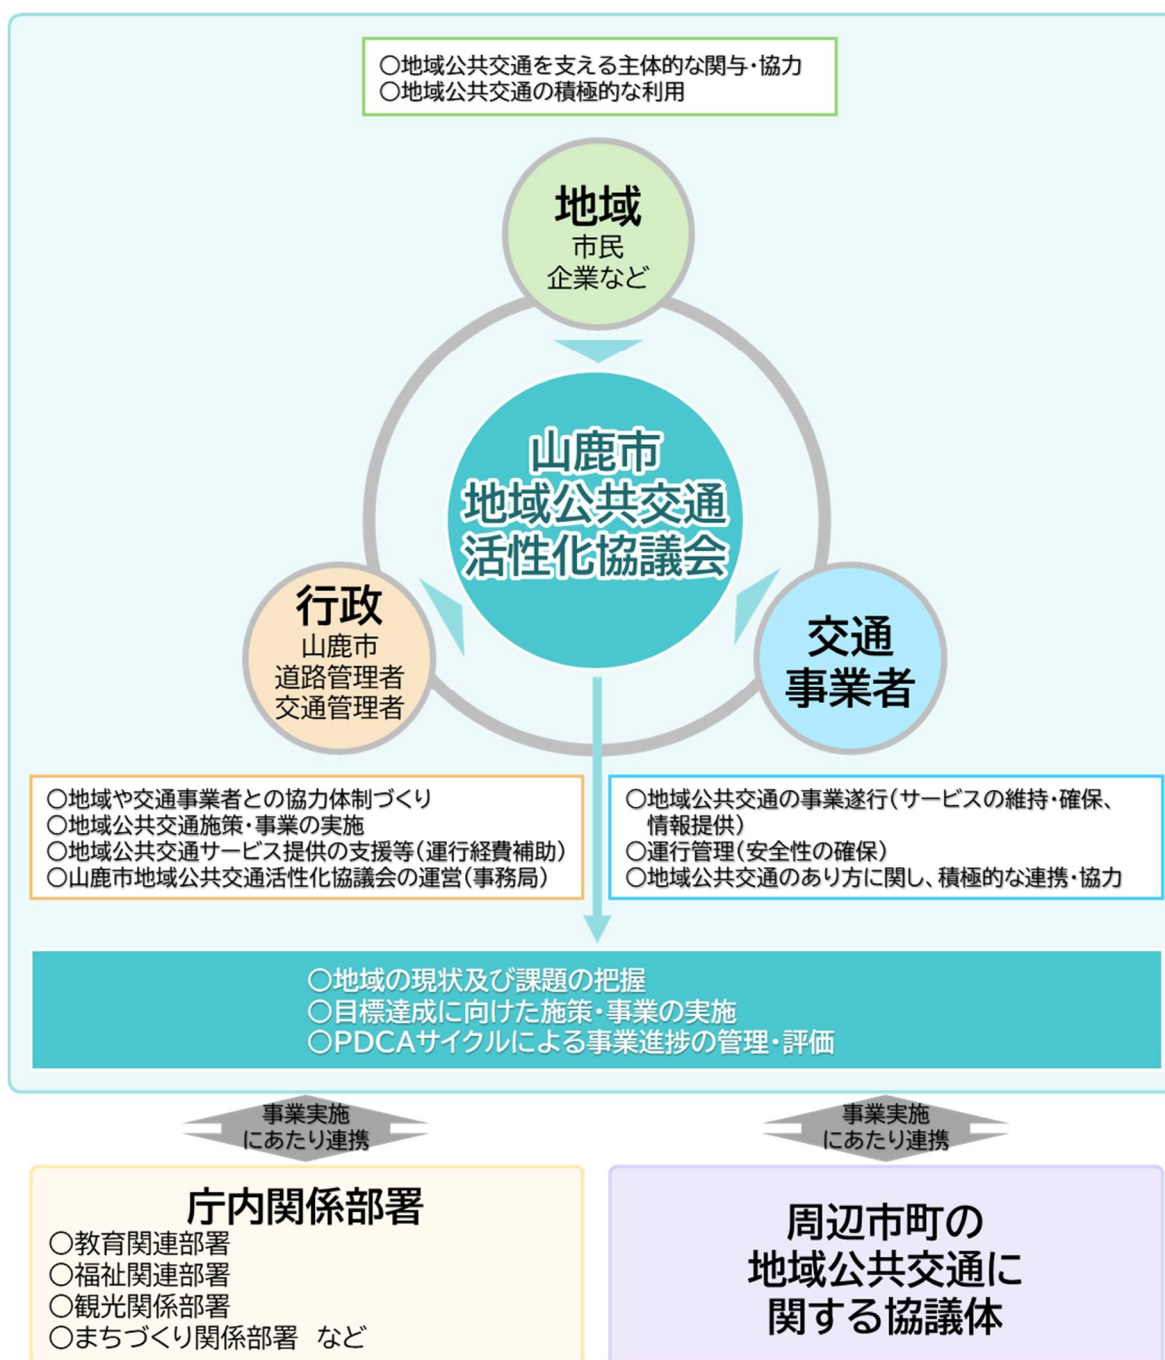 ○地域公共交通を支える主体的な関与・協力
○地域公共交通の積極的な利用
地域
市民
企業など
山鹿市
地域公共交通
活性化協議会
行政
山鹿市
道路管理者
交通管理者
交通
事業者
○地域や交通事業者との協力体制づくり
○地域公共交通施策・事業の実施
○地域公共交通サービス提供の支援等(運行経費補助)
○山鹿市地域公共交通活性化協議会の運営(事務局)
○地域公共交通の事業遂行(サービスの維持・確保、
情報提供)
○運行管理(安全性の確保)
○地域公共交通のあり方に関し、積極的な連携・協力
○地域の現状及び課題の把握
○目標達成に向けた施策・事業の実施
○PDCAサイクルによる事業進捗の管理・評価
事業実施
にあたり連携
事業実施
にあたり連携
庁内関係部署
○教育関連部署
○福祉関連部署
○観光関係部署
○まちづくり関係部署 など
周辺市町の
地域公共交通に
関する協議体